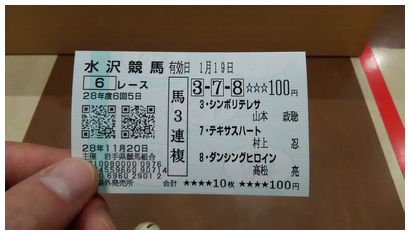 水沢競馬 有効日 1月19日
6 レース
28年度6回5日
28年11月20日
主催 岩手県競馬組合
馬3連複
3-7-8 ☆☆☆100円
3・シンボリテレサ
山本 政聡
7・テキサスハート
村上 忍
8・ダンシングヒロイン
高松 亮
合計 ★★★★10枚 ★★★★100円